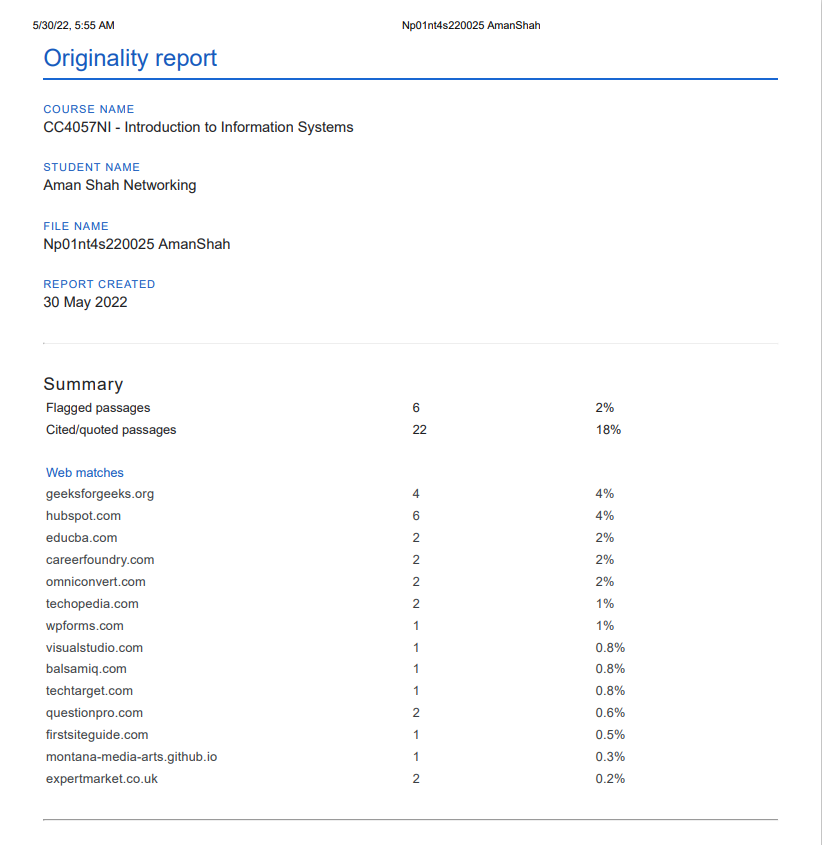 5/30/22, 5:55 AM Np01nt4s220025 AmanShah
Originality report
COURSE NAME
CC4057NI - Introduction to Information Systems
STUDENT NAME
Aman Shah Networking
FILE NAME
Np01nt4s220025 AmanShah
REPORT CREATED
30 May 2022
Summary
Flagged passages 6 2%
Cited/quoted passages 22 18%
Web matches
geeksforgeeks.org 4 4%
hubspot.com 6 4%
educba.com 2 2%
careerfoundry.com 2 2%
omniconvert.com 2 2%
techopedia.com 2 1%
wpforms.com 1 1%
visualstudio.com 1 0.8%
balsamiq.com 1 0.8%
techtarget.com 1 0.8%
questionpro.com 2 0.6%
firstsiteguide.com 1 0.5%
montana-media-arts.github.io 1 0.3%
expertmarket.co.uk 2 0.2%